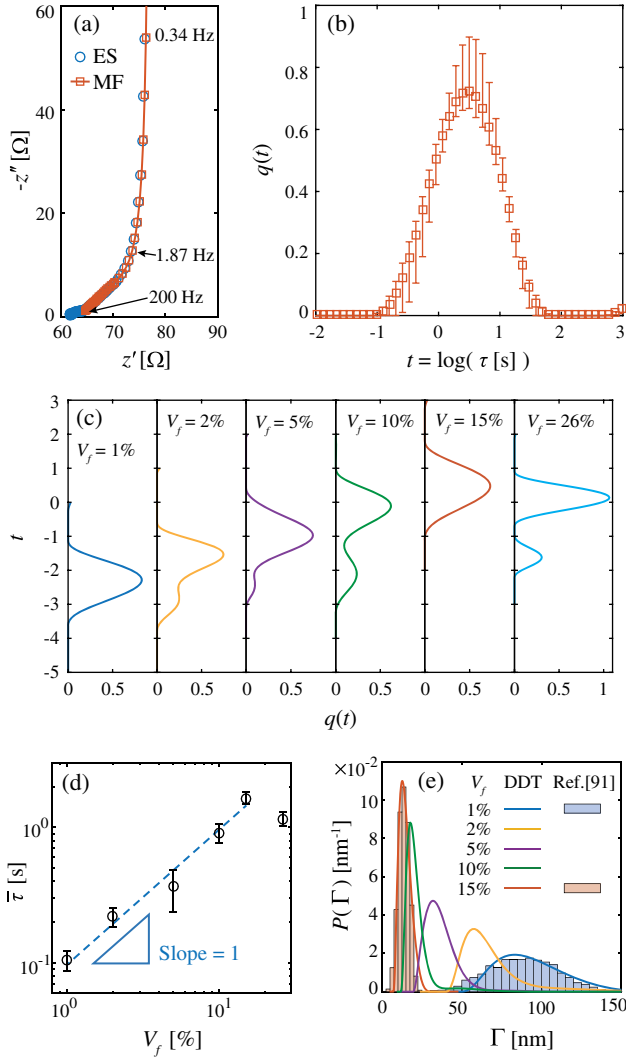 (a)
0.34 Hz
ES
MF
1.87 Hz
200 Hz
-z″ [Ω]
60
40
20
0
60 70 80 90
z′ [Ω]
(b)
q(t)
1
0.8
0.6
0.4
0.2
0
-2 -1 0 1 2 3
t = log( τ [s] )
(c)
V_f = 1%
V_f = 2%
V_f = 5%
V_f = 10%
V_f = 15%
V_f = 26%
t
3
2
1
0
-1
-2
-3
-4
-5
0 0.5 0 0.5 0 0.5 0 0.5 0 0.5 0 0.5 1
q(t)
(d)
τ̅ [s]
10^0
10^-1
Slope = 1
10^0 10^1
V_f [%]
(e)
×10^-2
V_f DDT Ref.[91]
1%
2%
5%
10%
15%
P(Γ) [nm^-1]
10
8
6
4
2
0
0 50 100 150
Γ [nm]